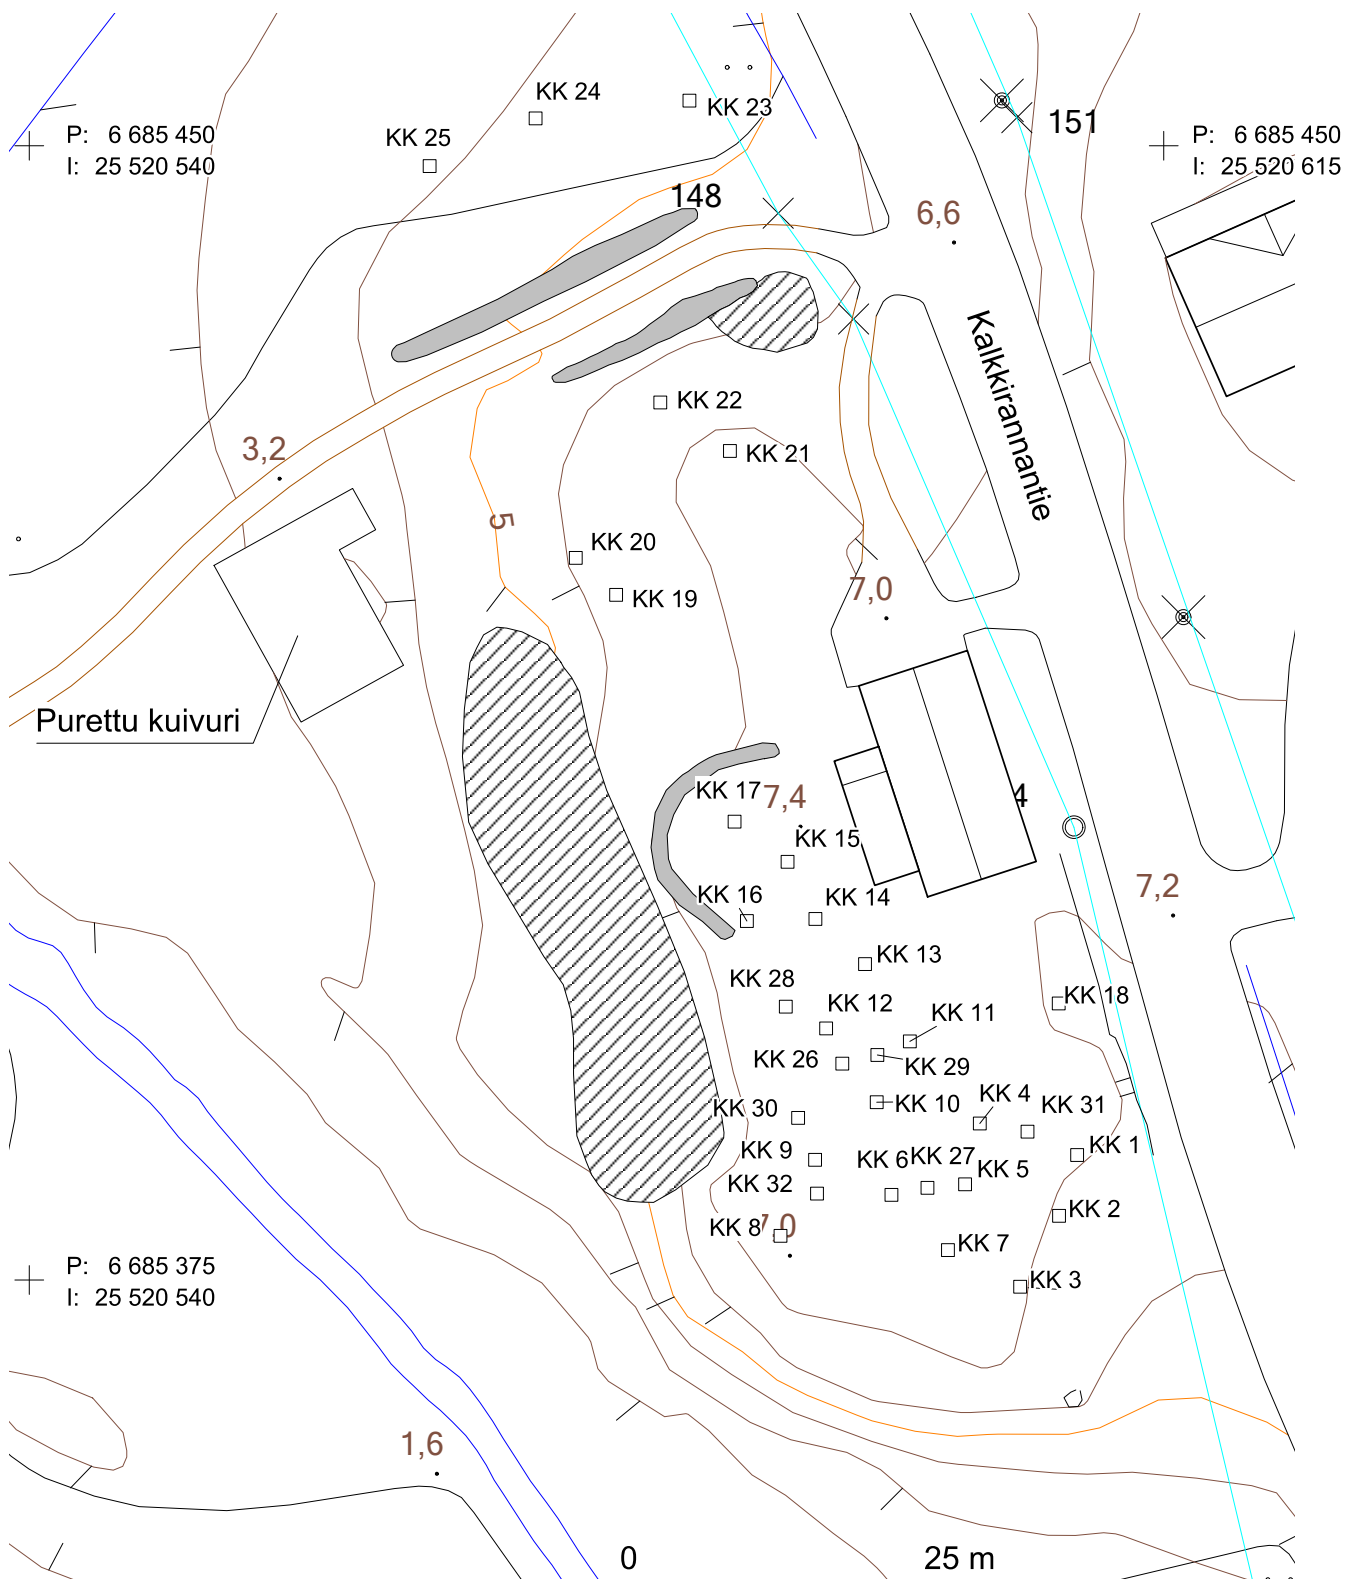 KK 24
KK 23
KK 25
151
P: 6 685 450
I: 25 520 540
P: 6 685 450
I: 25 520 615
148
6,6
Kalkkirannantie
KK 22
3,2
KK 21
5
KK 20
KK 19
7,0
Purettu kuivuri
KK 17
7,4
4
KK 15
7,2
KK 16
KK 14
KK 13
KK 28
KK 18
KK 12
KK 11
KK 26
KK 29
KK 10
KK 4
KK 31
KK 30
KK 1
KK 9
KK 6
KK 27
KK 5
KK 32
KK 2
KK 8
7,0
KK 7
P: 6 685 375
I: 25 520 540
KK 3
1,6
0
25 m